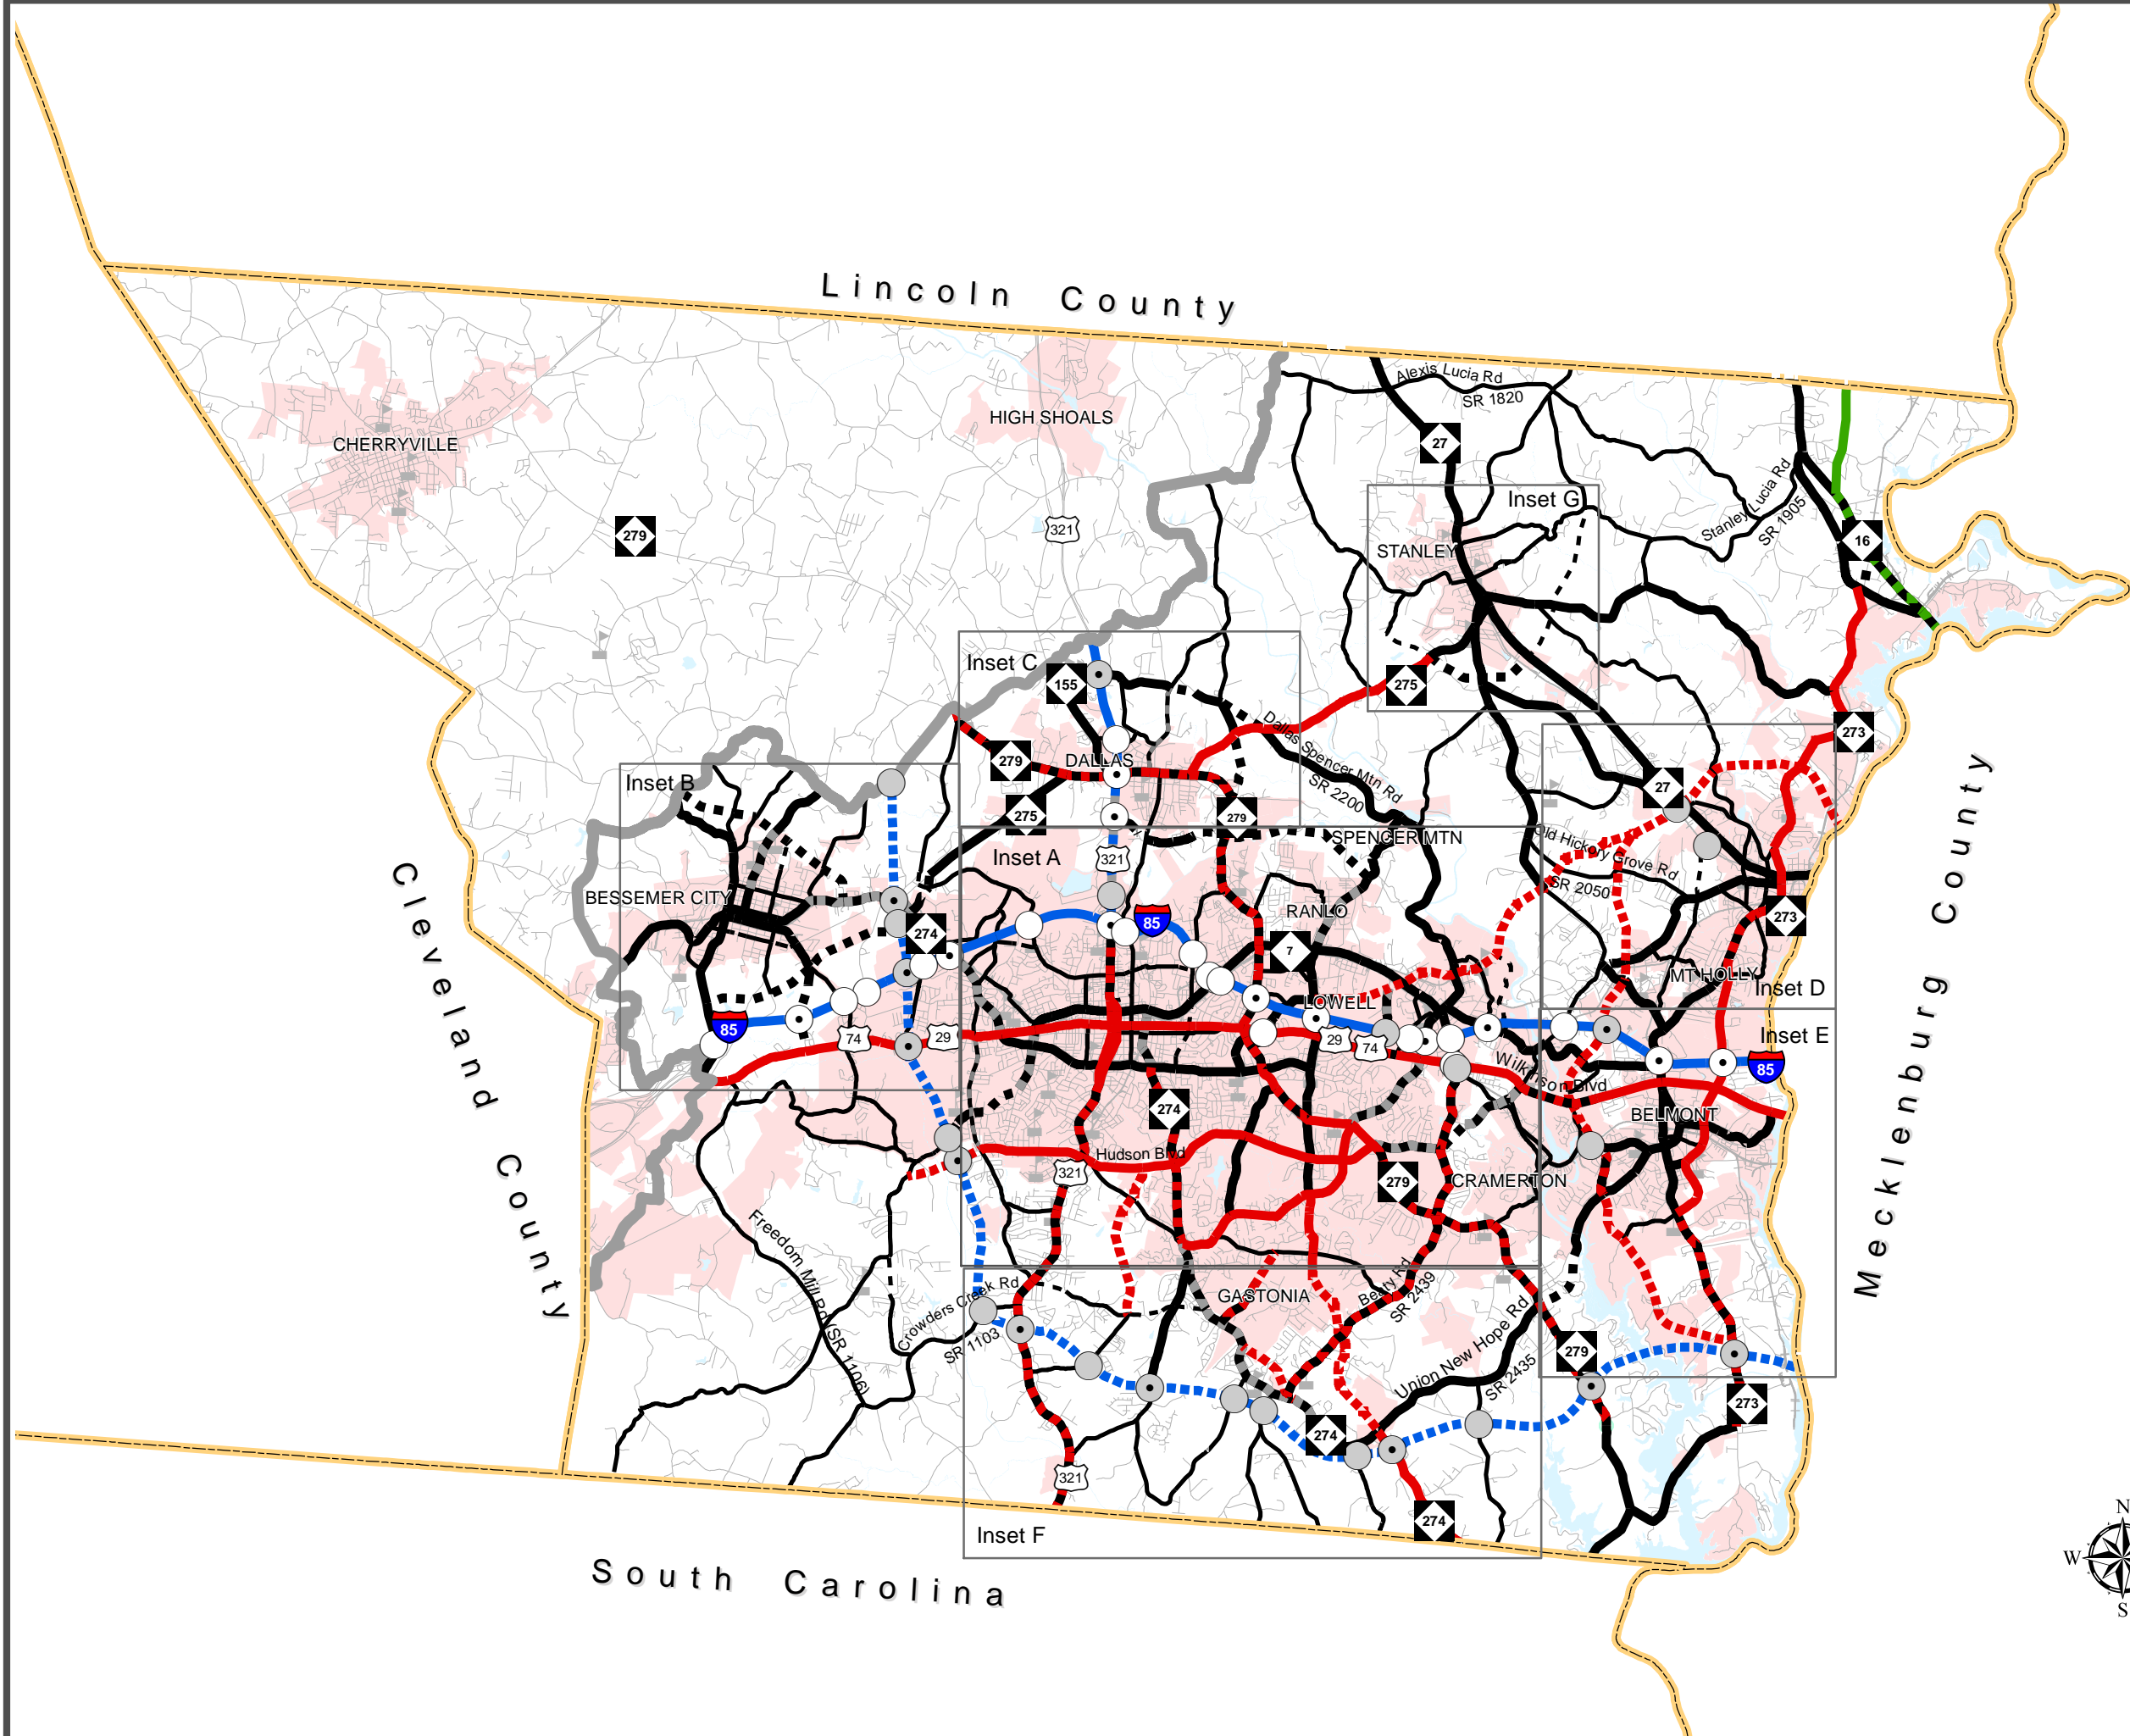 Lincoln County
Alexis Lucia Rd
SR 1820
HIGH SHOALS
CHERRYVILLE
27
Inset G
Stanley Lucia Rd
SR 1905
279
321
16
STANLEY
Inset C
155
275
273
Dallas Spencer Mtn Rd
SR 2200
279
DALLAS
Inset B
27
275
279
SPENCER MTN
Old Hickory Grove Rd
SR 2050
321
Inset A
BESSEMER CITY
RANLO
85
274
7
273
MT HOLLY
Inset D
LOWELL
85
74
29
29
74
Inset E
Wilkinson Blvd
85
BELMONT
274
Hudson Blvd
321
279
CRAMERTON
Cleveland County
Mecklenburg County
Freedom Mill Rd (SR 1106)
Crowders Creek Rd
SR 1103
GASTONIA
Beaty Rd
SR 2439
Union New Hope Rd
SR 2435
279
273
274
321
274
Inset F
South Carolina
N
W
S